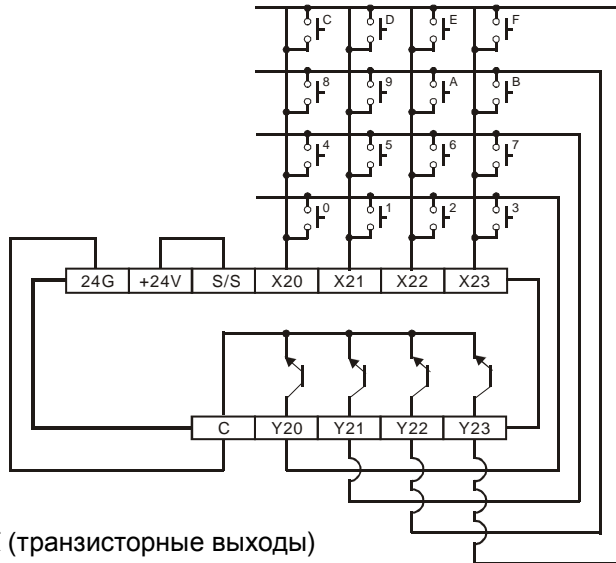 C D E F
8 9 A B
4 5 6 7
0 1 2 3
24G +24V S/S X20 X21 X22 X23
C Y20 Y21 Y22 Y23
(транзисторные выходы)